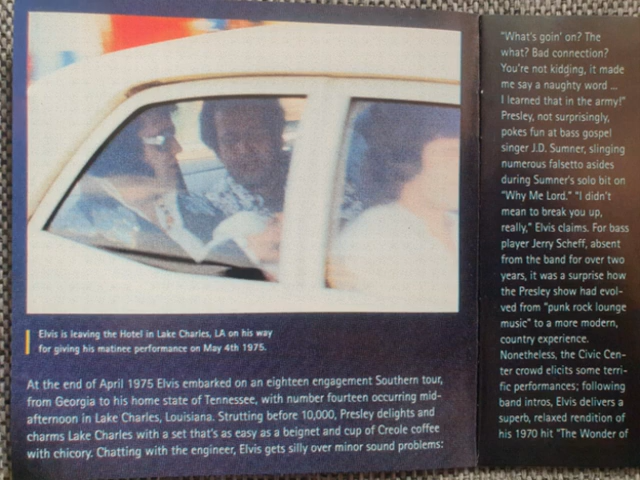 Elvis is leaving the Hotel in Lake Charles, LA on his way
for giving his matinee performance on May 4th 1975.
At the end of April 1975 Elvis embarked on an eighteen engagement Southern tour,
from Georgia to his home state of Tennessee, with number fourteen occurring mid-
afternoon in Lake Charles, Louisiana. Strutting before 10,000, Presley delights and
charms Lake Charles with a set that's as easy as a beignet and cup of Creole coffee
with chicory. Chatting with the engineer, Elvis gets silly over minor sound problems:
"What's goin' on? The
what? Bad connection?
You're not kidding, it made
me say a naughty word ...
I learned that in the army!"
Presley, not surprisingly,
pokes fun at bass gospel
singer J.D. Sumner, slinging
numerous falsetto asides
during Sumner's solo bit on
"Why Me Lord." "I didn't
mean to break you up,
really," Elvis claims. For bass
player Jerry Scheff, absent
from the band for over two
years, it was a surprise how
the Presley show had evol-
ved from "punk rock lounge
music" to a more modern,
country experience.
Nonetheless, the Civic Cen-
ter crowd elicits some terri-
fic performances; following
band intros, Elvis delivers a
superb, relaxed rendition of
his 1970 hit "The Wonder of